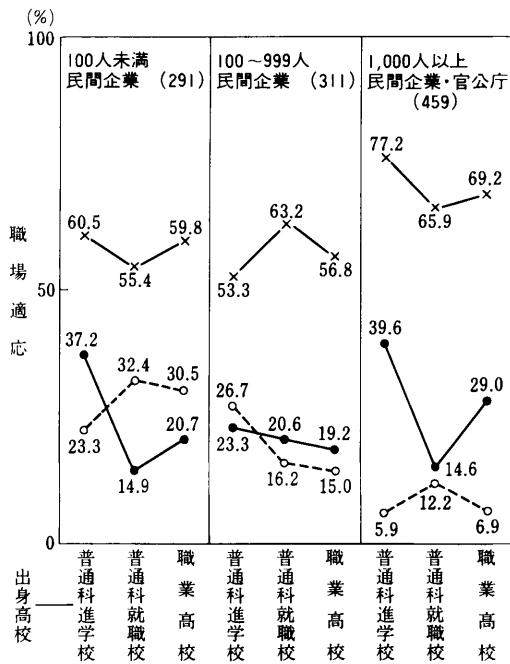 (%)
100
100人未満
民間企業 (291)
100~999人
民間企業 (311)
1,000人以上
民間企業・官公庁
(459)
77.2
65.9
69.2
60.5
55.4
59.8
53.3
63.2
56.8
職場適応
50
37.2
32.4
30.5
23.3
14.9
20.7
26.7
23.3
20.6
16.2
19.2
15.0
39.6
14.6
29.0
5.9
12.2
6.9
0
出身高校
普通科進学校
普通科就職校
職業高校
普通科進学校
普通科就職校
職業高校
普通科進学校
普通科就職校
職業高校